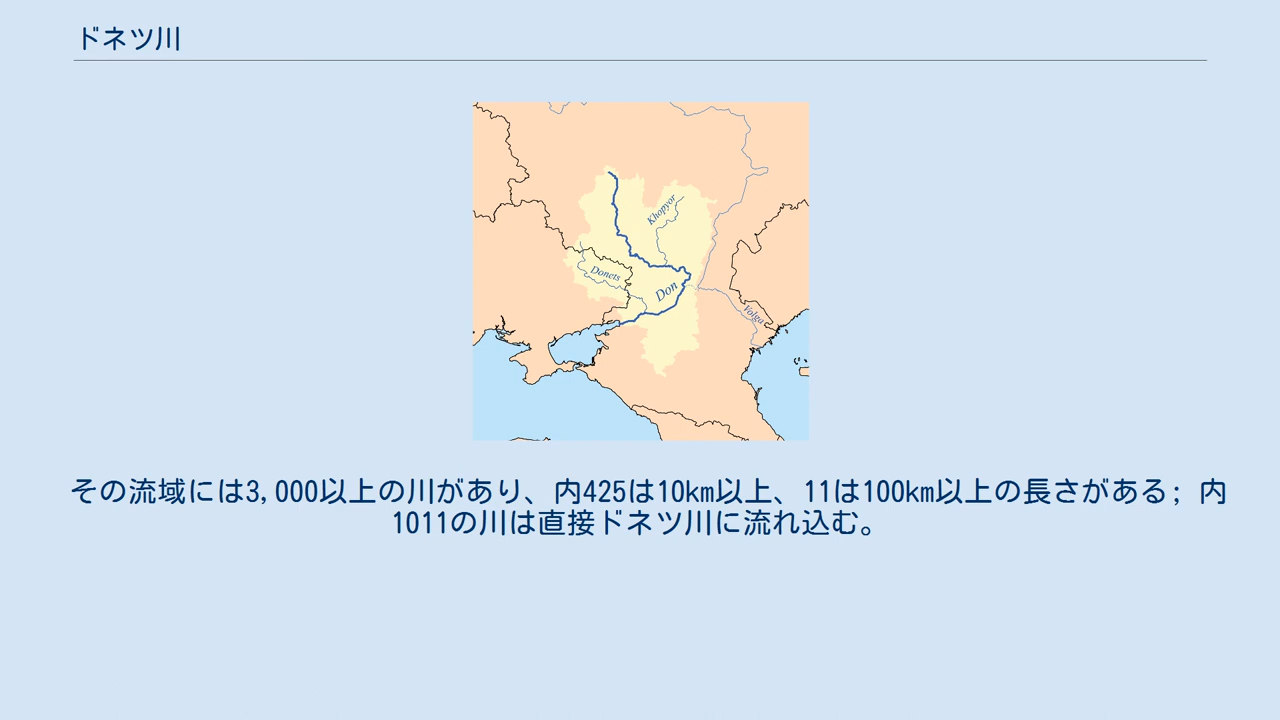 ドネツ川
Khopyor
Donets
Don
Volga
その流域には3,000以上の川があり、内425は10km以上、11は100km以上の長さがある; 内
1011の川は直接ドネツ川に流れ込む。